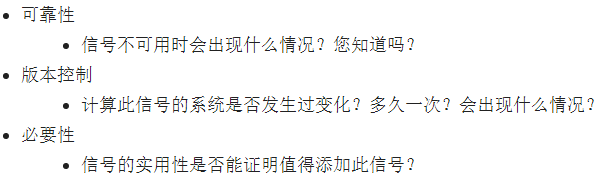 可靠性
信号不可用时会出现什么情况？您知道吗？
版本控制
计算此信号的系统是否发生过变化？多久一次？会出现什么情况？
必要性
信号的实用性是否能证明值得添加此信号？